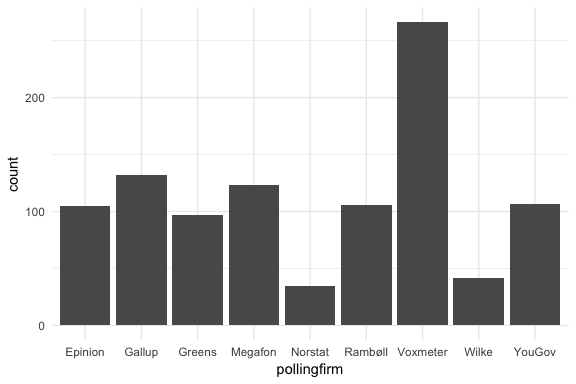 count
200
100
0
Epinion Gallup Greens Megafon Norstat Rambøll Voxmeter Wilke YouGov
pollingfirm